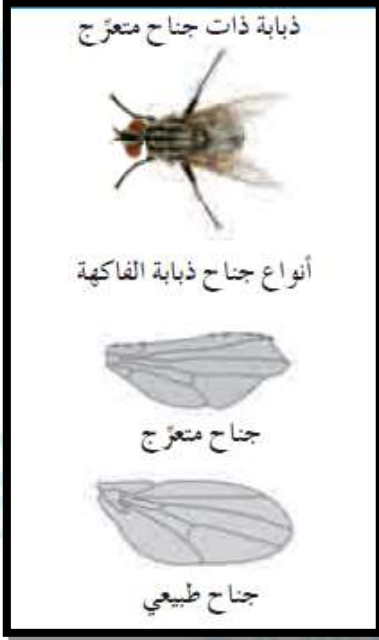 ذبابة ذات جناح متعرّج
أنواع جناح ذبابة الفاكهة
جناح متعرّج
جناح طبيعي